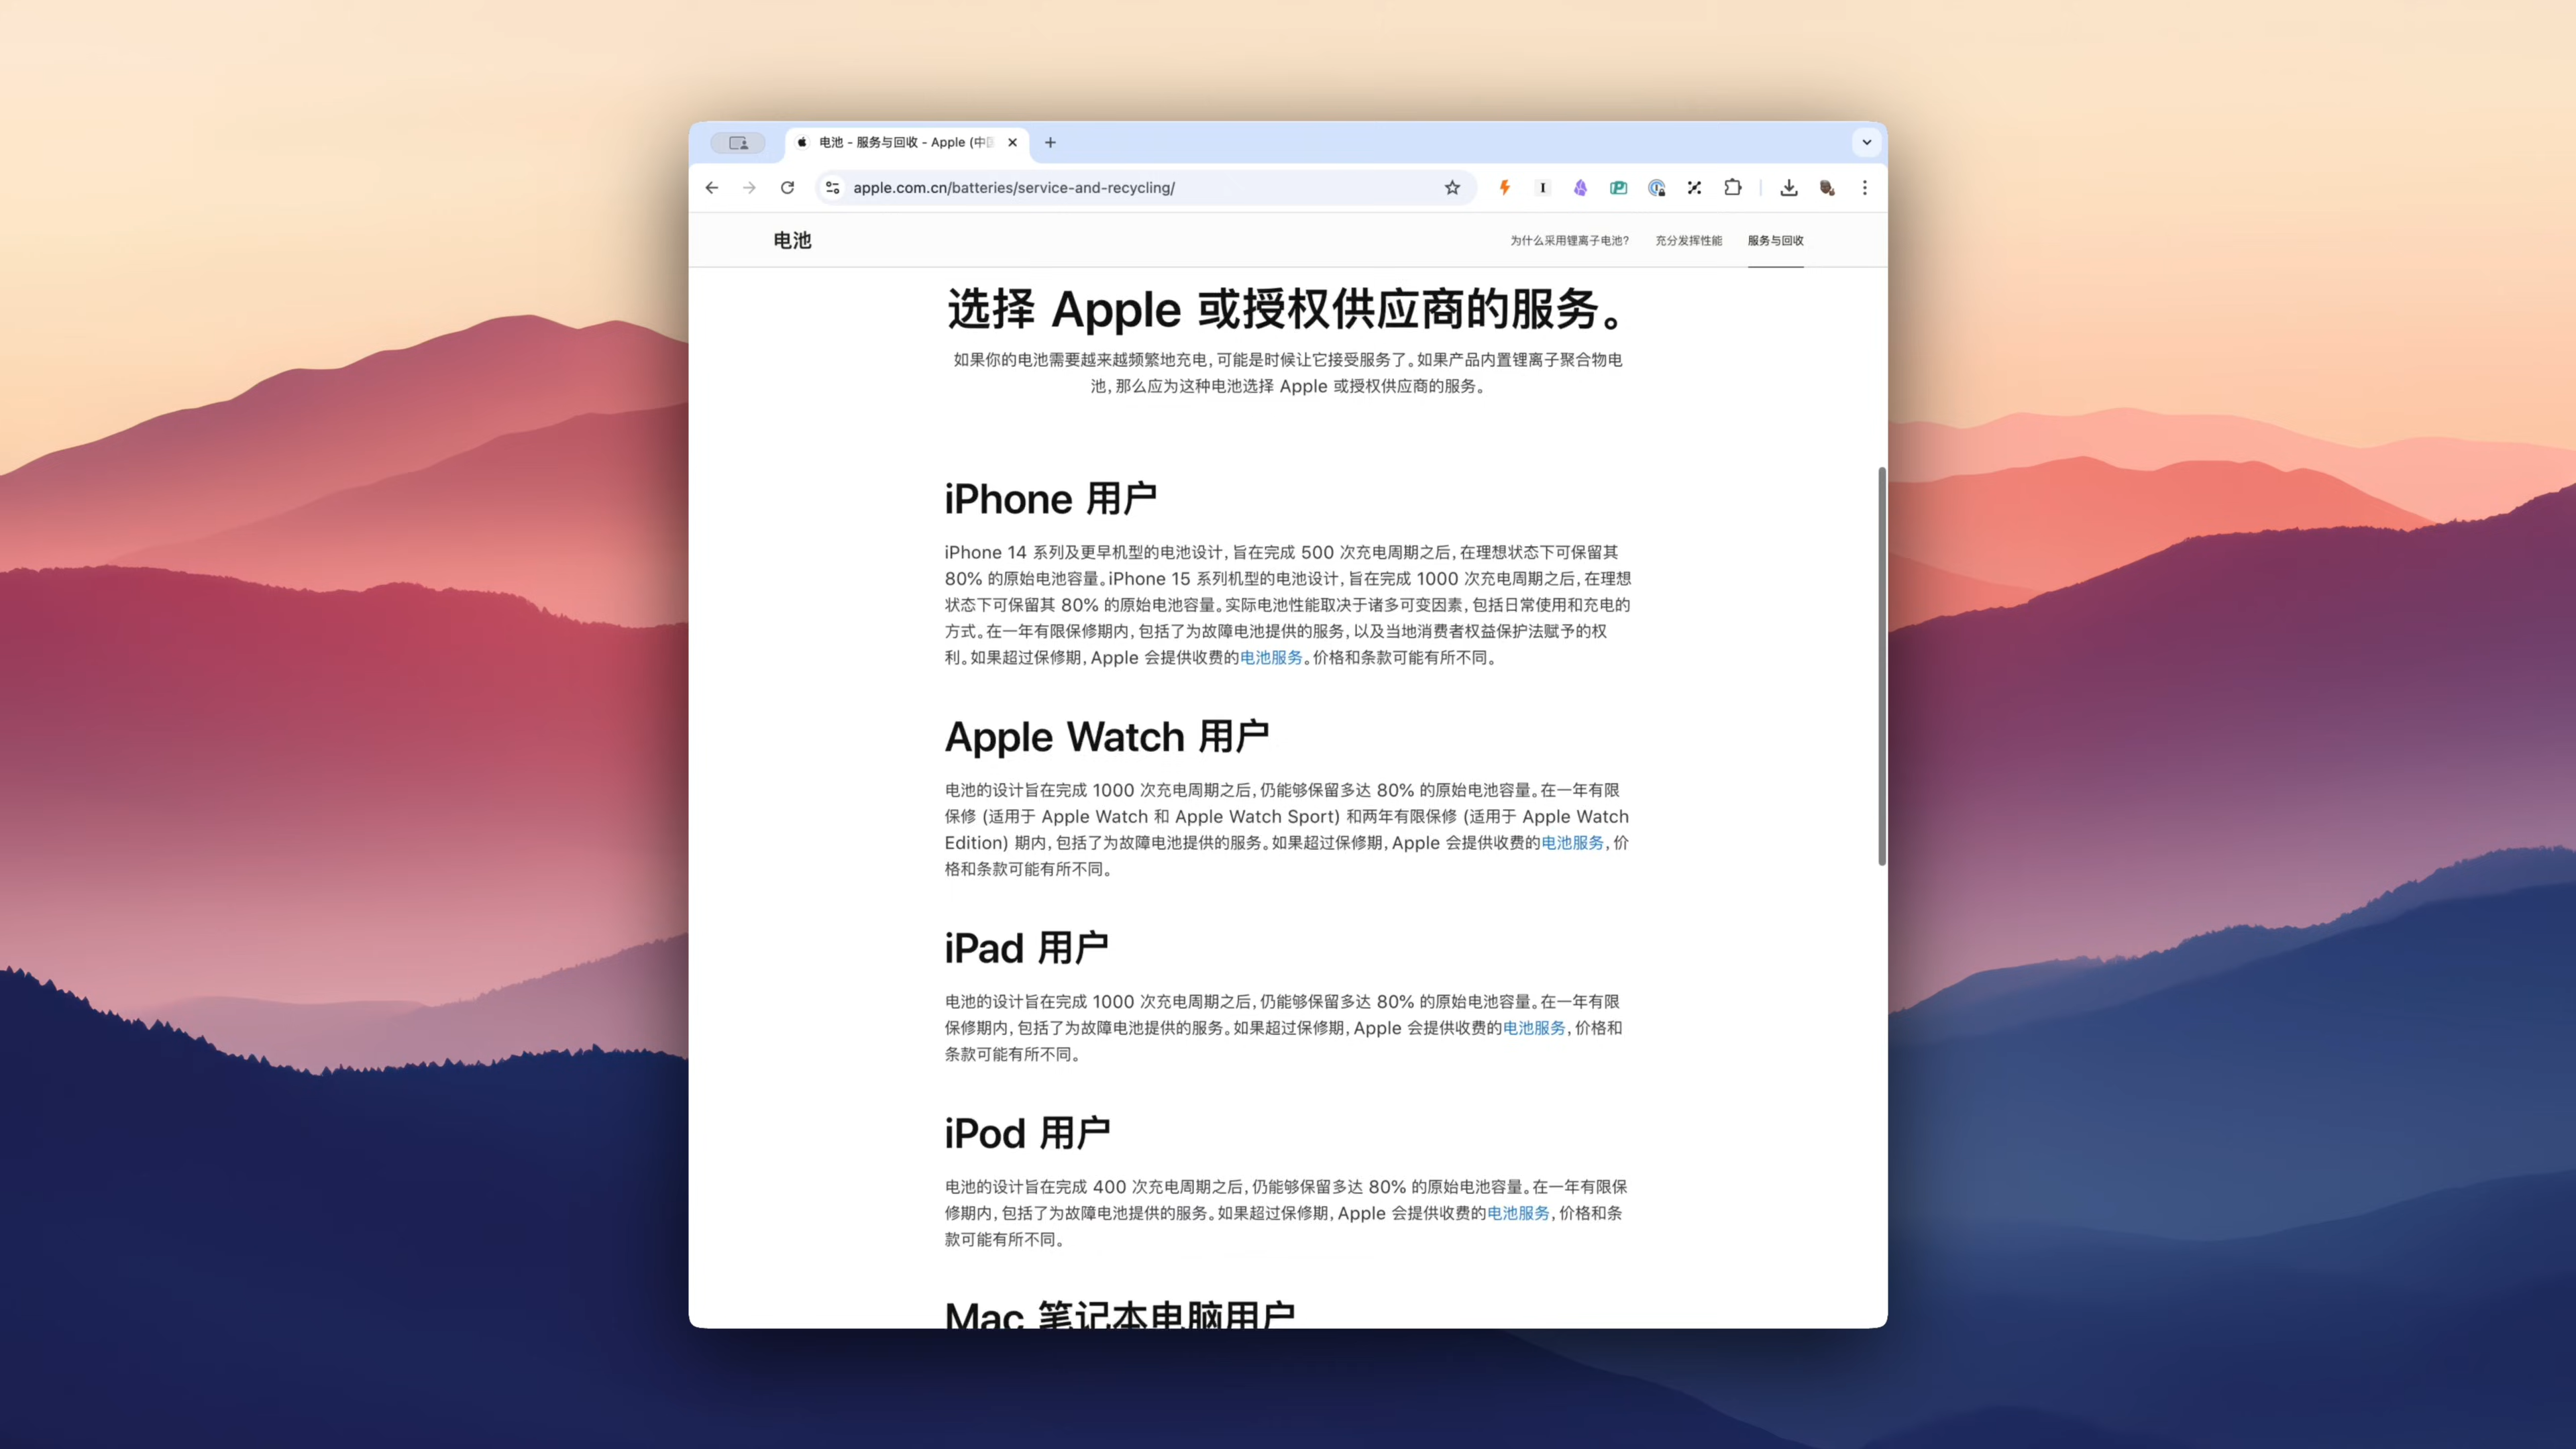 电池 - 服务与回收 - Apple (中国
apple.com.cn/batteries/service-and-recycling/
电池
为什么采用锂离子电池?
充分发挥性能
服务与回收
选择 Apple 或授权供应商的服务。
如果你的电池需要越来越频繁地充电,可能是时候让它接受服务了。如果产品内置锂离子聚合物电
池,那么应为这种电池选择 Apple 或授权供应商的服务。
iPhone 用户
iPhone 14 系列及更早机型的电池设计,旨在完成 500 次充电周期之后,在理想状态下可保留其
80% 的原始电池容量。iPhone 15 系列机型的电池设计,旨在完成 1000 次充电周期之后,在理想
状态下可保留其 80% 的原始电池容量。实际电池性能取决于诸多可变因素,包括日常使用和充电的
方式。在一年有限保修期内,包括了为故障电池提供的服务,以及当地消费者权益保护法赋予的权
利。如果超过保修期,Apple 会提供收费的电池服务。价格和条款可能有所不同。
Apple Watch 用户
电池的设计旨在完成 1000 次充电周期之后,仍能够保留多达 80% 的原始电池容量。在一年有限
保修 (适用于 Apple Watch 和 Apple Watch Sport) 和两年有限保修 (适用于 Apple Watch
Edition) 期内,包括了为故障电池提供的服务。如果超过保修期,Apple 会提供收费的电池服务,价
格和条款可能有所不同。
iPad 用户
电池的设计旨在完成 1000 次充电周期之后,仍能够保留多达 80% 的原始电池容量。在一年有限
保修期内,包括了为故障电池提供的服务。如果超过保修期,Apple 会提供收费的电池服务,价格和
条款可能有所不同。
iPod 用户
电池的设计旨在完成 400 次充电周期之后,仍能够保留多达 80% 的原始电池容量。在一年有限保
修期内,包括了为故障电池提供的服务。如果超过保修期,Apple 会提供收费的电池服务,价格和条
款可能有所不同。
Mac 笔记本电脑用户